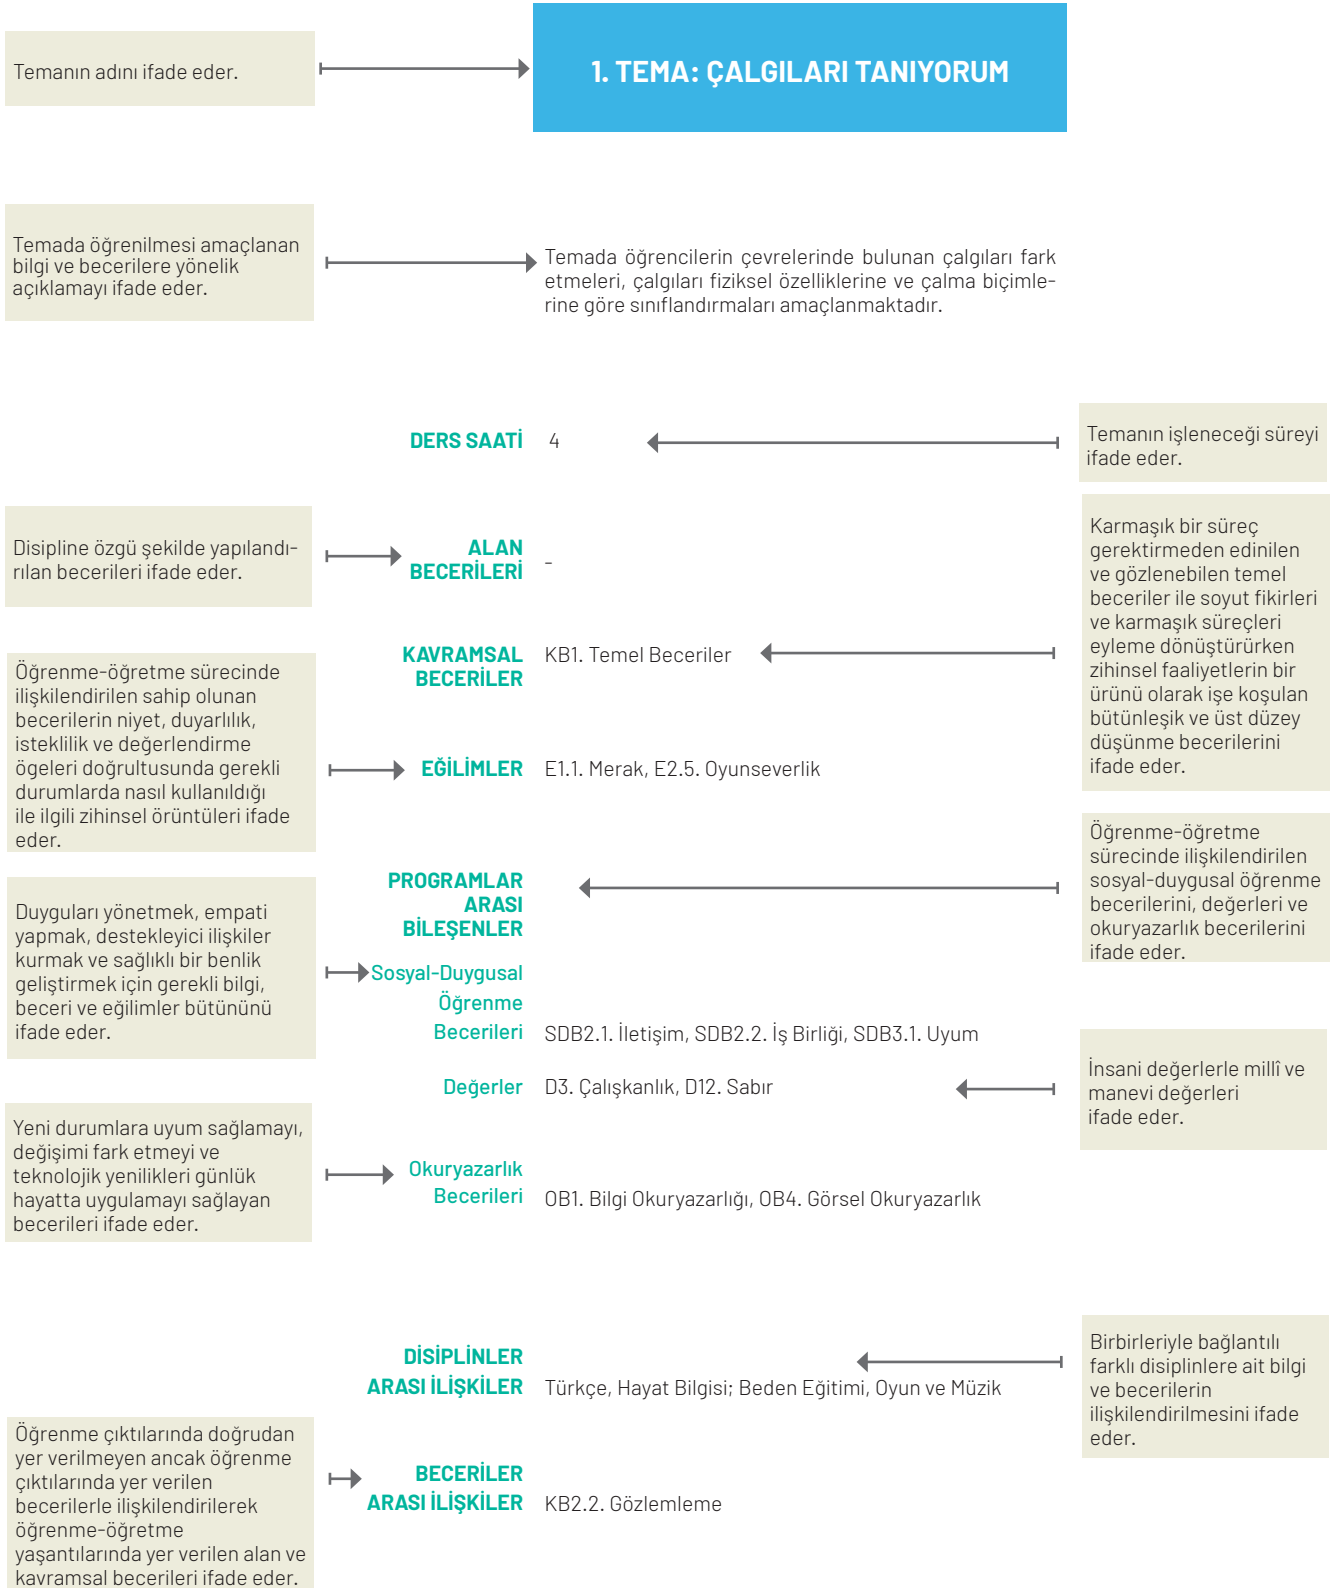 Temanın adını ifade eder.
1. TEMA: ÇALGILARI TANIYORUM
Temada öğrenilmesi amaçlanan
bilgi ve becerilere yönelik
açıklamayı ifade eder.
Temada öğrencilerin çevrelerinde bulunan çalgıları fark
etmeleri, çalgıları fiziksel özelliklerine ve çalma biçimle-
rine göre sınıflandırmaları amaçlanmaktadır.
DERS SAATİ 4
Temanın işleneceği süreyi
ifade eder.
Disipline özgü şekilde yapılandı-
rılan becerileri ifade eder.
ALAN
BECERİLERİ -
Karmaşık bir süreç
gerektirmeden edinilen
ve gözlenebilen temel
beceriler ile soyut fikirleri
ve karmaşık süreçleri
eyleme dönüştürürken
zihinsel faaliyetlerin bir
ürünü olarak işe koşulan
bütünleşik ve üst düzey
düşünme becerilerini
ifade eder.
KAVRAMSAL
BECERİLER
KB1. Temel Beceriler
Öğrenme-öğretme sürecinde
ilişkilendirilen sahip olunan
becerilerin niyet, duyarlılık,
isteklilik ve değerlendirme
ögeleri doğrultusunda gerekli
durumlarda nasıl kullanıldığı
ile ilgili zihinsel örüntüleri ifade
eder.
EĞİLİMLER E1.1. Merak, E2.5. Oyunseverlik
PROGRAMLAR
ARASI
BİLEŞENLER
Öğrenme-öğretme
sürecinde ilişkilendirilen
sosyal-duygusal öğrenme
becerilerini, değerleri ve
okuryazarlık becerilerini
ifade eder.
Duyguları yönetmek, empati
yapmak, destekleyici ilişkiler
kurmak ve sağlıklı bir benlik
geliştirmek için gerekli bilgi,
beceri ve eğilimler bütününü
ifade eder.
Sosyal-Duygusal
Öğrenme
Becerileri SDB2.1. İletişim, SDB2.2. İş Birliği, SDB3.1. Uyum
Değerler D3. Çalışkanlık, D12. Sabır
İnsani değerlerle millî ve
manevi değerleri
ifade eder.
Yeni durumlara uyum sağlamayı,
değişimi fark etmeyi ve
teknolojik yenilikleri günlük
hayatta uygulamayı sağlayan
becerileri ifade eder.
Okuryazarlık
Becerileri OB1. Bilgi Okuryazarlığı, OB4. Görsel Okuryazarlık
DİSİPLİNLER
ARASI İLİŞKİLER Türkçe, Hayat Bilgisi; Beden Eğitimi, Oyun ve Müzik
Birbirleriyle bağlantılı
farklı disiplinlere ait bilgi
ve becerilerin
ilişkilendirilmesini ifade
eder.
Öğrenme çıktılarında doğrudan
yer verilmeyen ancak öğrenme
çıktılarında yer verilen
becerilerle ilişkilendirilerek
öğrenme-öğretme
yaşantılarında yer verilen alan ve
kavramsal becerileri ifade eder.
BECERİLER
ARASI İLİŞKİLER KB2.2. Gözlemleme